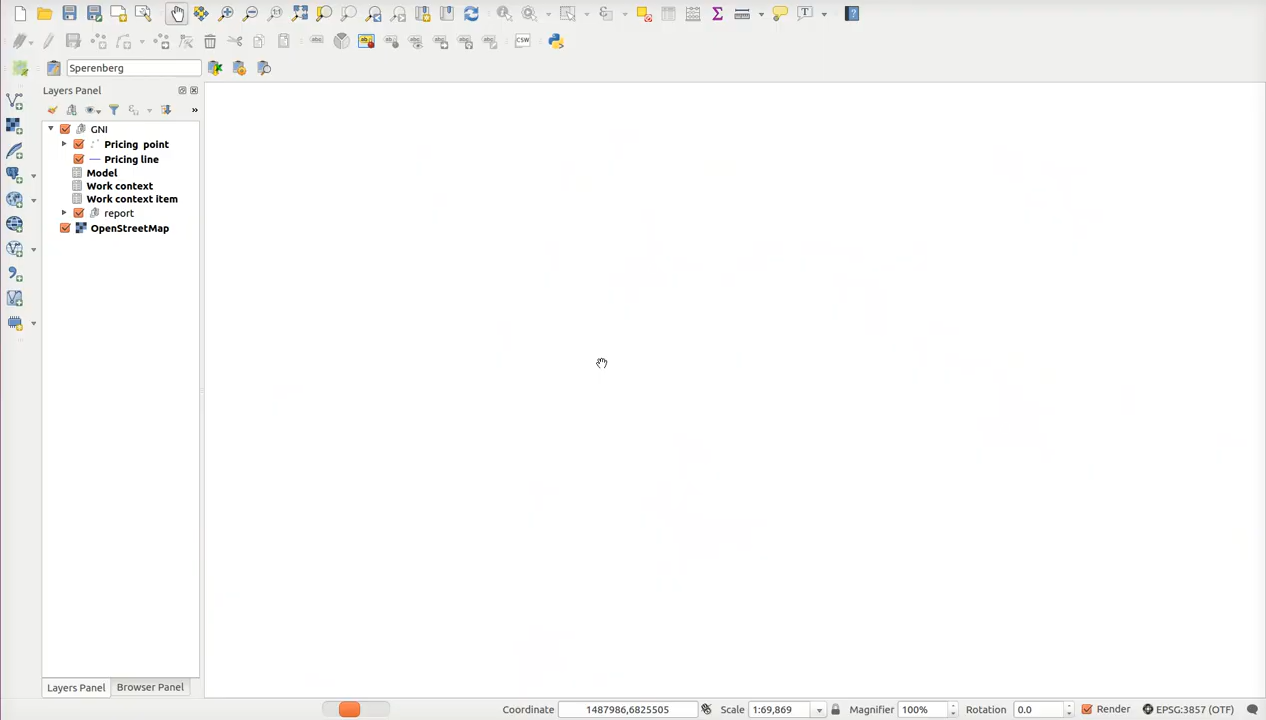 Sperenberg
Layers Panel
»
GNI
Pricing point
Pricing line
Model
Work context
Work context item
report
OpenStreetMap
Layers Panel
Browser Panel
Coordinate 1487986,6825505 Scale 1:69,869 Magnifier 100% Rotation 0.0 Render EPSG:3857 (OTF)